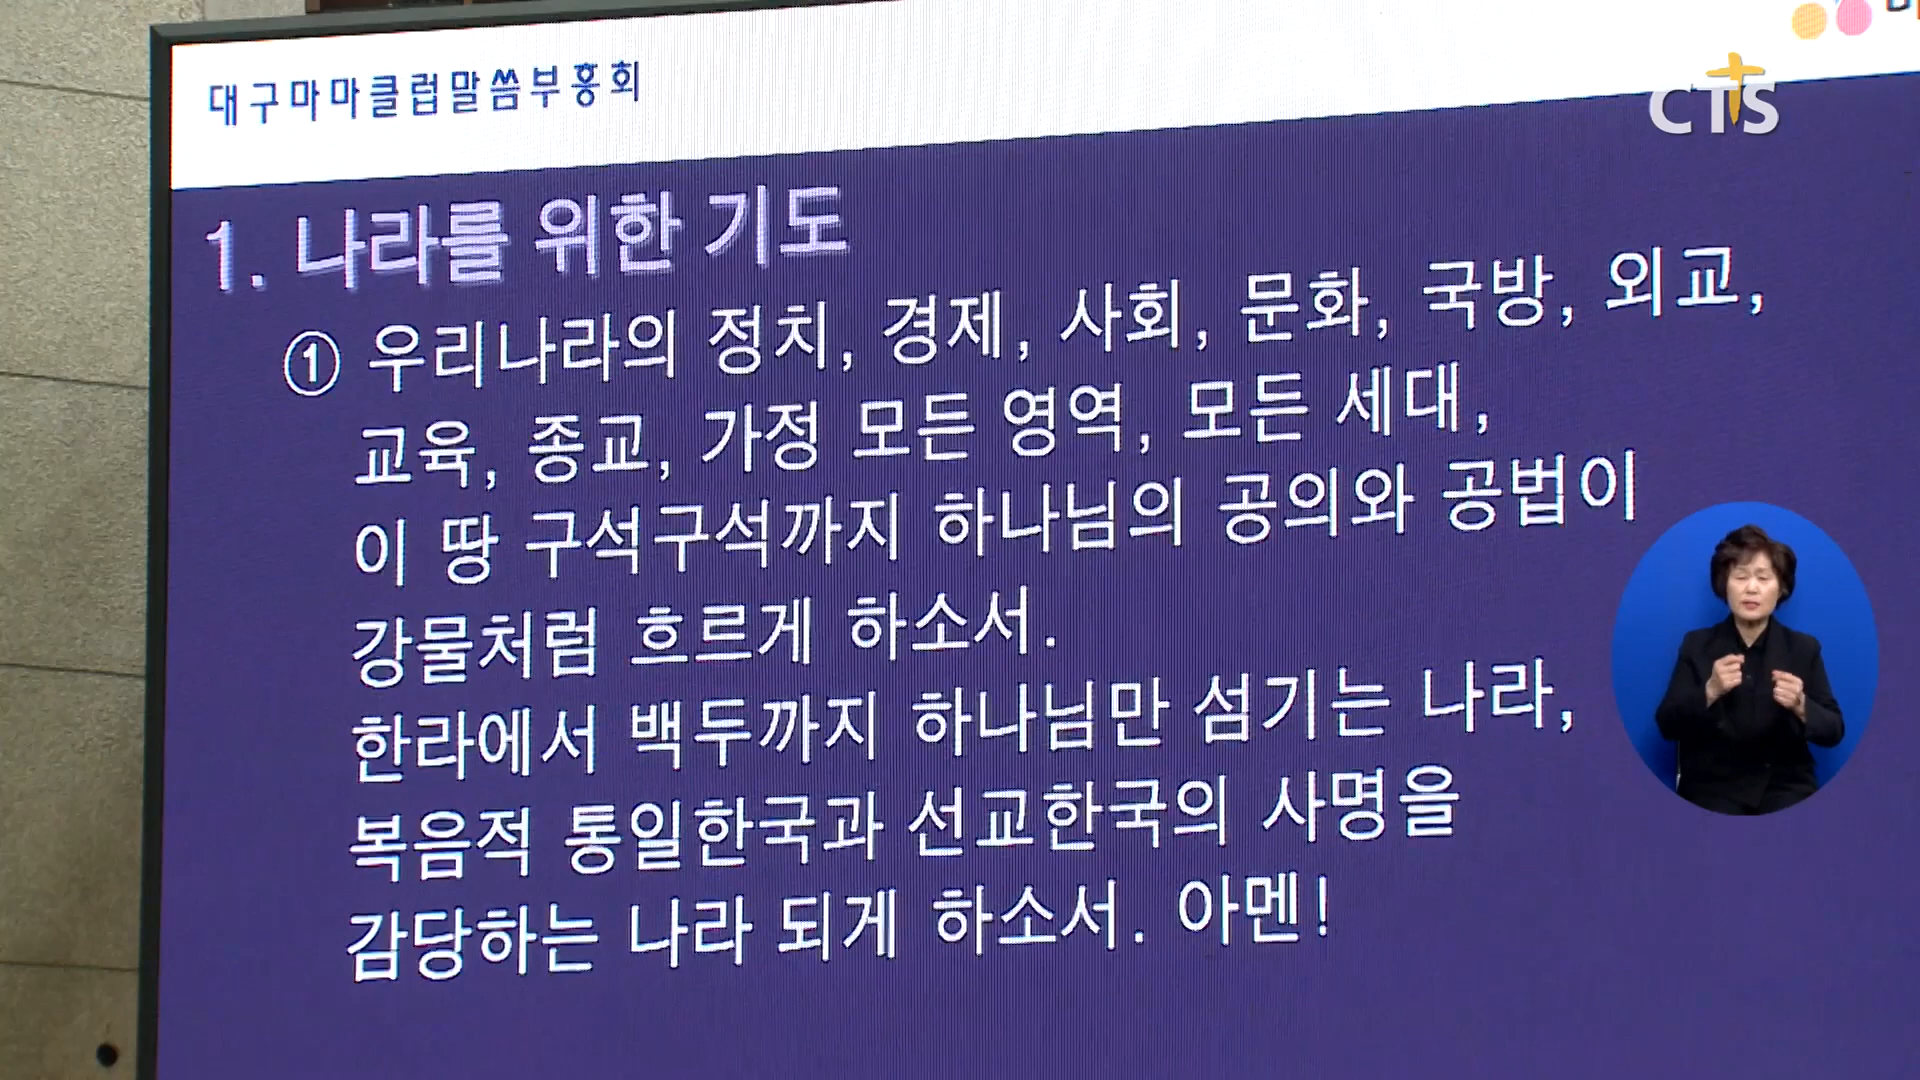 대구마마클럽말씀부흥회
CTS
1. 나라를 위한 기도
① 우리나라의 정치, 경제, 사회, 문화, 국방, 외교,
교육, 종교, 가정 모든 영역, 모든 세대,
이 땅 구석구석까지 하나님의 공의와 공법이
강물처럼 흐르게 하소서.
한라에서 백두까지 하나님만 섬기는 나라,
복음적 통일한국과 선교한국의 사명을
감당하는 나라 되게 하소서. 아멘!